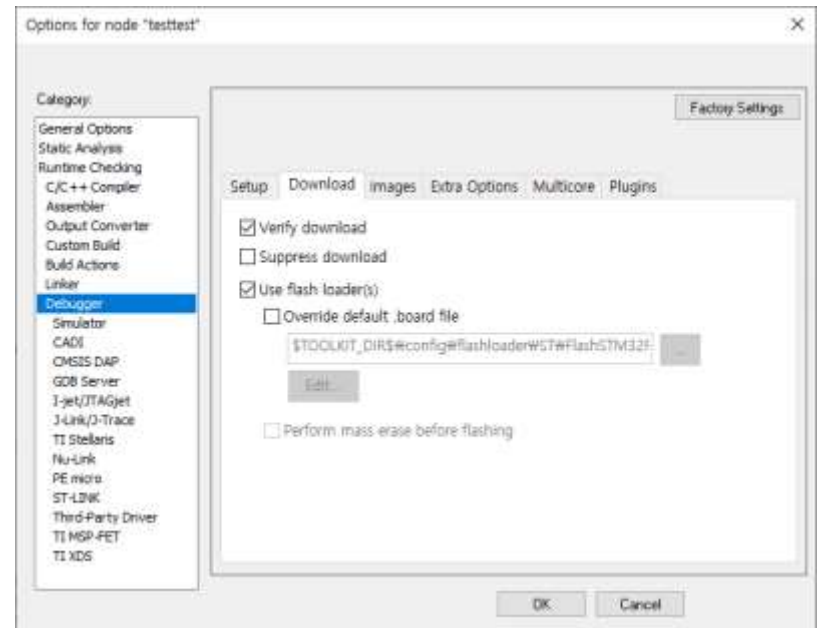 Options for node "testtest"
Category:
Factory Settings
General Options
Static Analysis
Runtime Checking
C/C++ Compiler
Assembler
Output Converter
Custom Build
Build Actions
Linker
Debugger
Simulator
CADI
CMSIS DAP
GDB Server
I-jet/JTAGjet
J-Link/J-Trace
TI Stellaris
Nu-Link
PE micro
ST-LINK
Third-Party Driver
TI MSP-FET
TI XDS
Setup Download Images Extra Options Multicore Plugins
Verify download
Suppress download
Use flash loader(s)
Override default .board file
$TOOLKIT_DIR$₩config₩flashloader₩ST₩FlashSTM32F
...
Edit...
Perform mass erase before flashing
OK Cancel